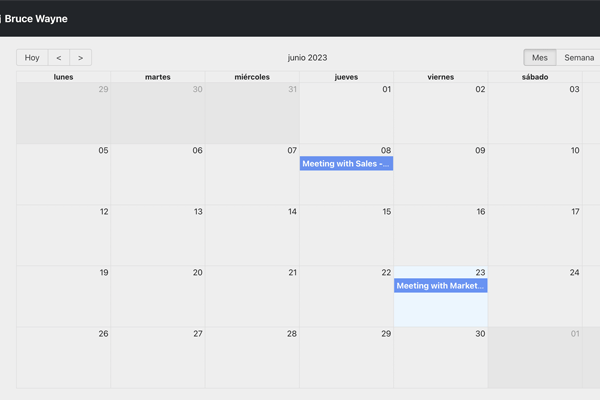 Bruce Wayne
Hoy < > junio 2023 Mes Semana
lunes martes miércoles jueves viernes sábado
29 30 31 01 02 03
05 06 07 08 09 10
Meeting with Sales -...
12 13 14 15 16 17
19 20 21 22 23 24
Meeting with Market...
26 27 28 29 30 01